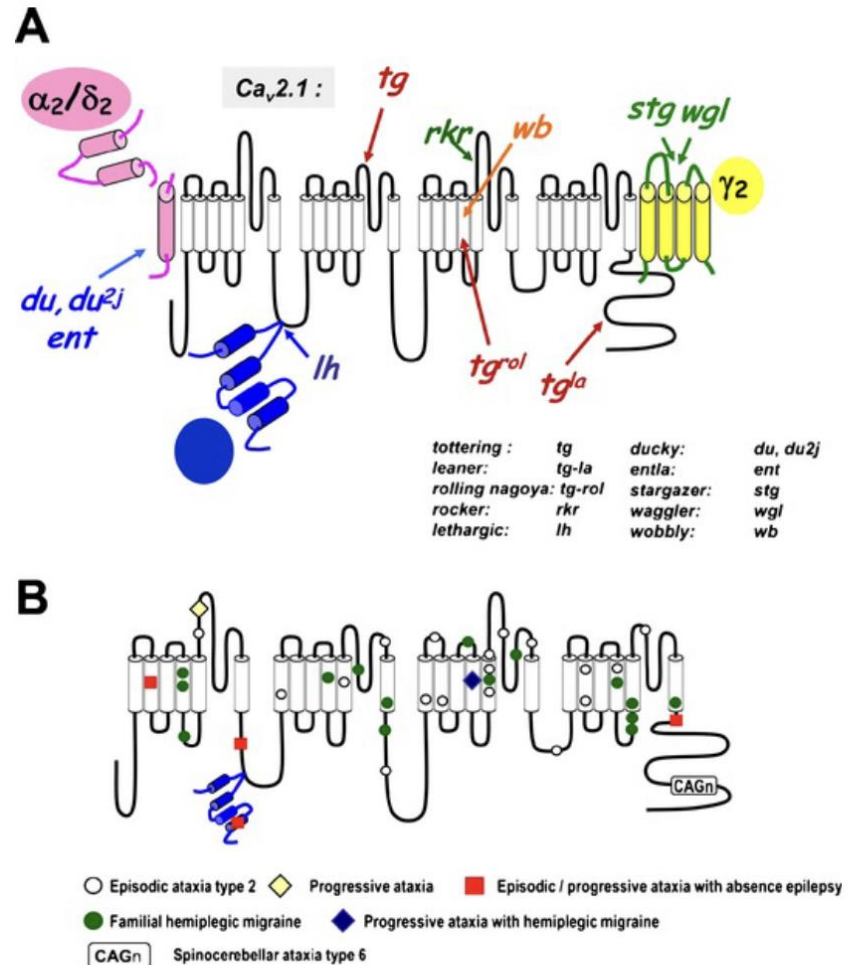 A
α2/δ2
Cav2.1 :
tg
rkr
wb
stg wgl
γ2
du, du2j
ent
lh
tgrol
tgla
tottering : tg ducky: du, du2j
leaner: tg-la entla: ent
rolling nagoya: tg-rol stargazer: stg
rocker: rkr waggler: wgl
lethargic: lh wobbly: wb
B
CAGn
Episodic ataxia type 2 Progressive ataxia Episodic / progressive ataxia with absence epilepsy
Familial hemiplegic migraine Progressive ataxia with hemiplegic migraine
CAGn Spinocerebellar ataxia type 6